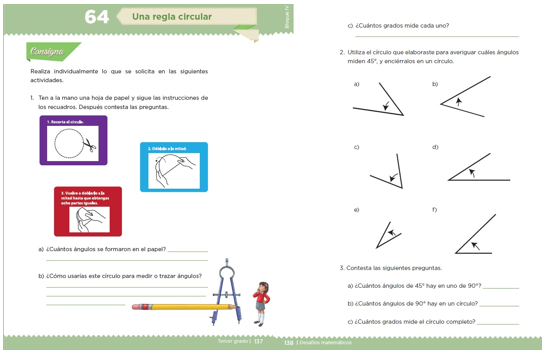 64
Una regla circular
Bloque IV
Consigna
Realiza individualmente lo que se solicita en las siguientes
actividades.
1. Ten a la mano una hoja de papel y sigue las instrucciones de
los recuadros. Después contesta las preguntas.
1. Recorta el círculo.
2. Dóblalo a la mitad.
3. Vuelve a doblarlo a la
mitad hasta que obtengas
ocho partes iguales.
a) ¿Cuántos ángulos se formaron en el papel?
b) ¿Cómo usarías este círculo para medir o trazar ángulos?
Tercer grado | 137
c) ¿Cuántos grados mide cada uno?
2. Utiliza el círculo que elaboraste para averiguar cuáles ángulos
miden 45°, y enciérralos en un círculo.
a)
b)
c)
d)
e)
f)
3. Contesta las siguientes preguntas.
a) ¿Cuántos ángulos de 45° hay en uno de 90°?
b) ¿Cuántos ángulos de 90° hay en un círculo?
c) ¿Cuántos grados mide el círculo completo?
138 | Desafíos matemáticos